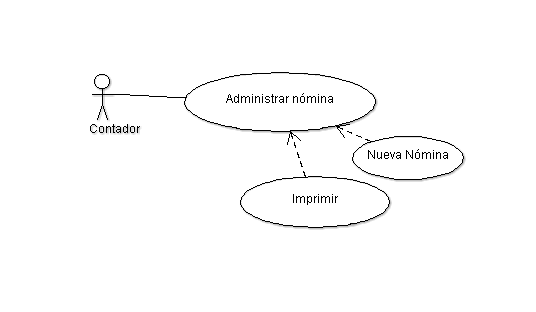 Administrar nómina
Contador
Nueva Nómina
Imprimir